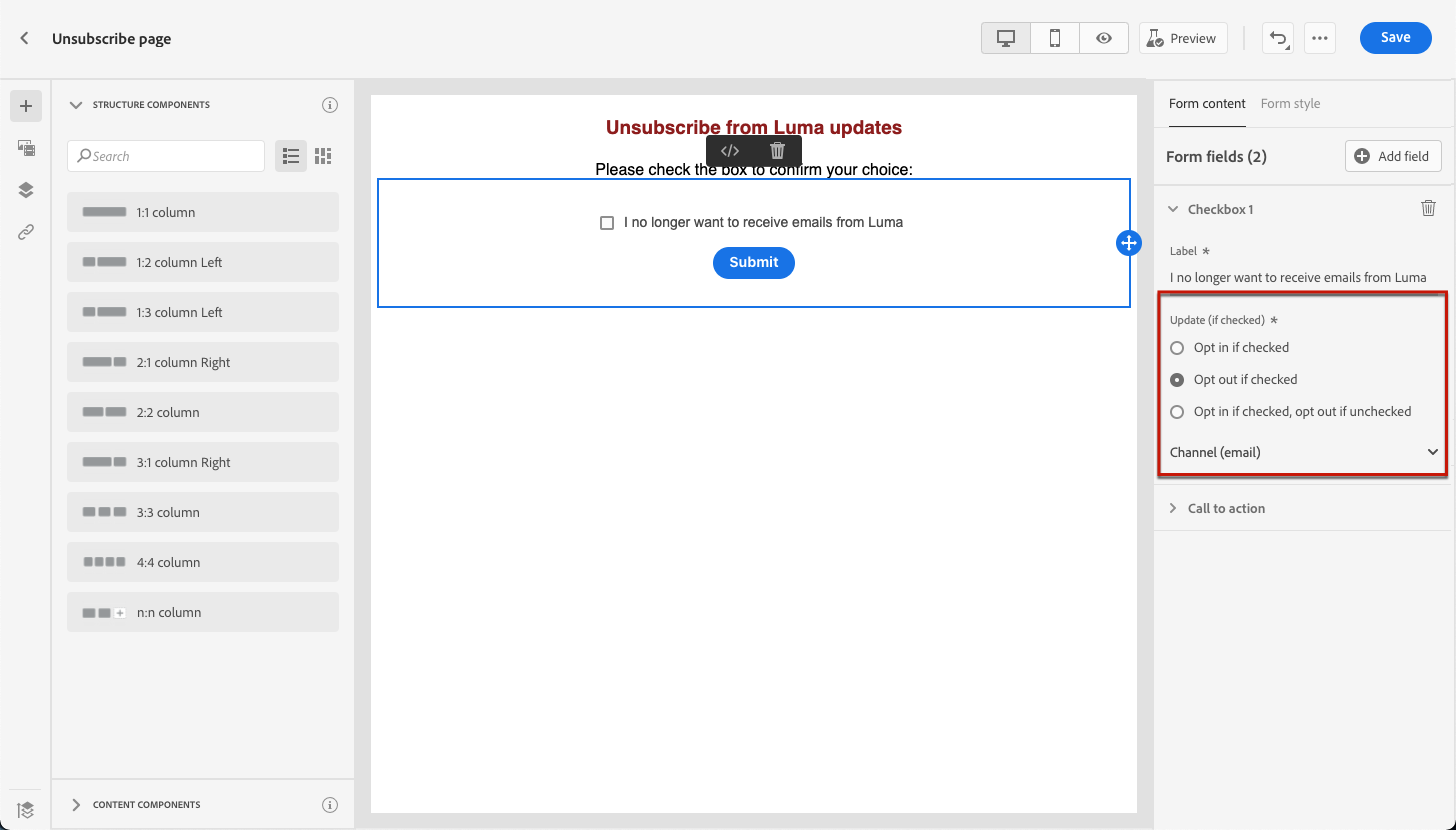 Unsubscribe page
Preview
Save
STRUCTURE COMPONENTS
Search
1:1 column
1:2 column Left
1:3 column Left
2:1 column Right
2:2 column
3:1 column Right
3:3 column
4:4 column
n:n column
CONTENT COMPONENTS
Unsubscribe from Luma updates
Please check the box to confirm your choice:
I no longer want to receive emails from Luma
Submit
Form content Form style
Form fields (2) Add field
Checkbox 1
Label *
I no longer want to receive emails from Luma
Update (if checked) *
Opt in if checked
Opt out if checked
Opt in if checked, opt out if unchecked
Channel (email)
Call to action